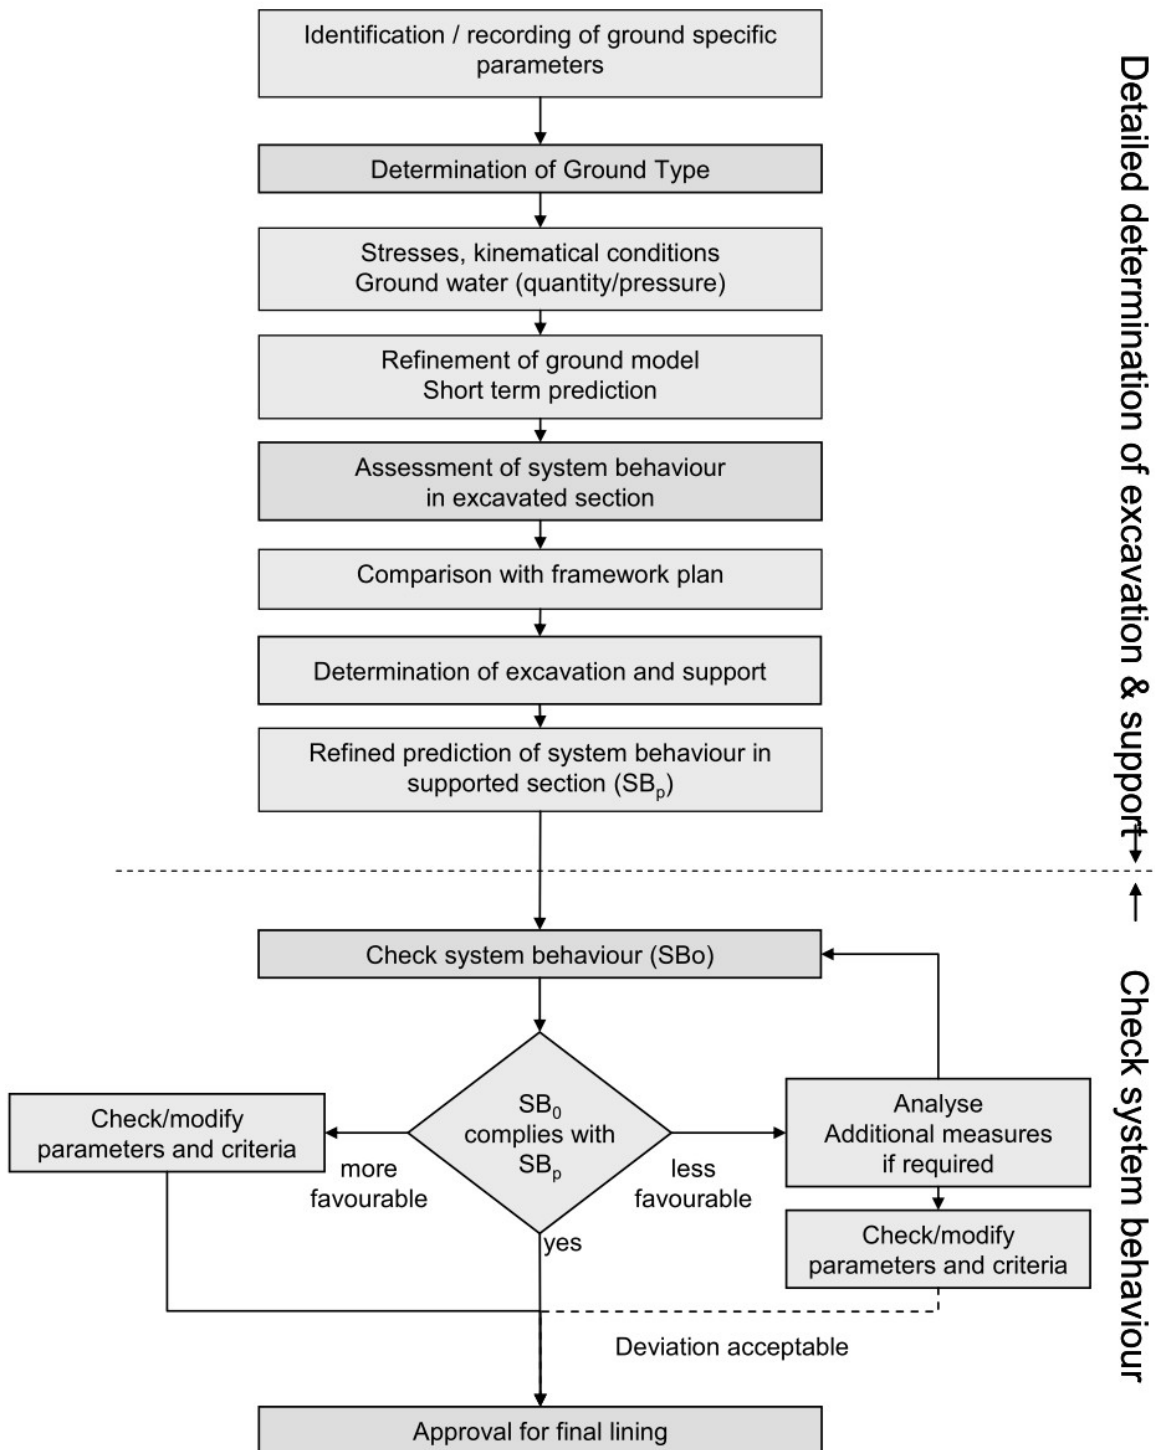 Identification / recording of ground specific
parameters
Determination of Ground Type
Stresses, kinematical conditions
Ground water (quantity/pressure)
Refinement of ground model
Short term prediction
Assessment of system behaviour
in excavated section
Comparison with framework plan
Determination of excavation and support
Refined prediction of system behaviour in
supported section (SBp)
Detailed determination of excavation & support
Check system behaviour (SBo)
SB0
complies with
SBp
Check/modify
parameters and criteria
more
favourable
less
favourable
Analyse
Additional measures
if required
yes
Check/modify
parameters and criteria
Deviation acceptable
Approval for final lining
Check system behaviour